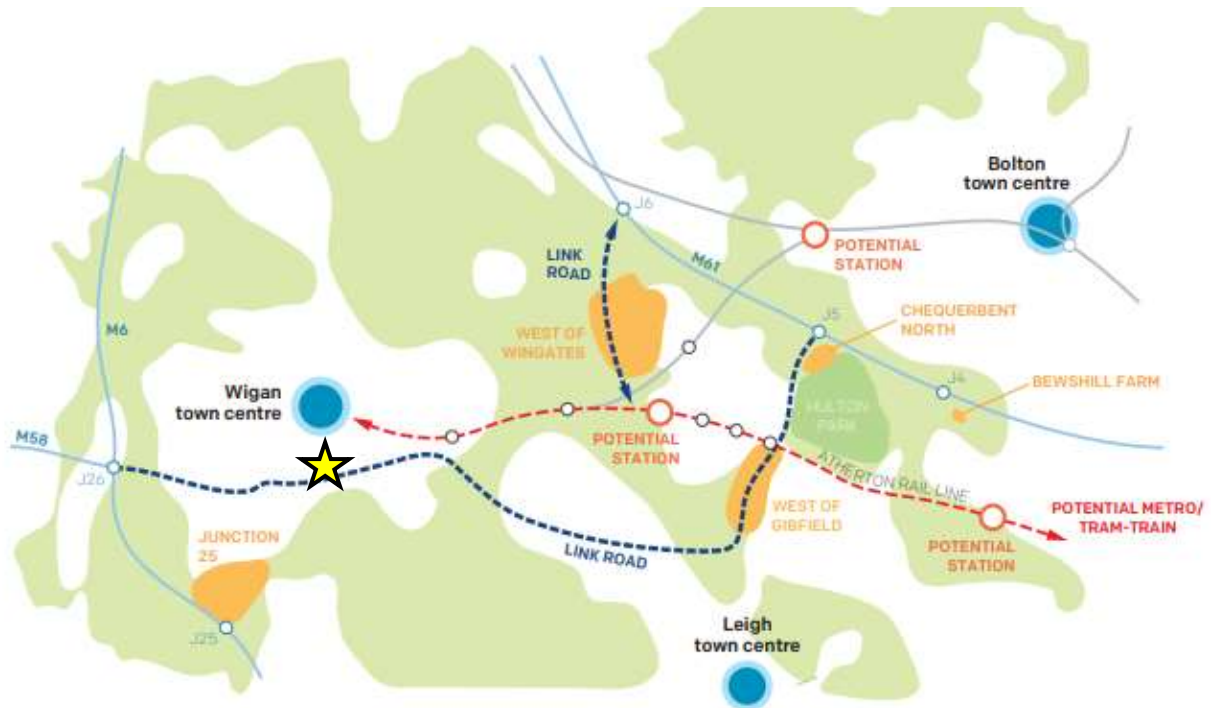 Bolton
town centre
J6
LINK
ROAD
M61
POTENTIAL
STATION
M6
J5
CHEQUERBENT
NORTH
WEST OF
WINGATES
Wigan
town centre
J4
BEWSHILL FARM
HULTON
PARK
M58
J26
POTENTIAL
STATION
ATHERTON RAIL LINE
JUNCTION
25
WEST OF
GIBFIELD
POTENTIAL METRO/
TRAM-TRAIN
LINK ROAD
POTENTIAL
STATION
J25
Leigh
town centre